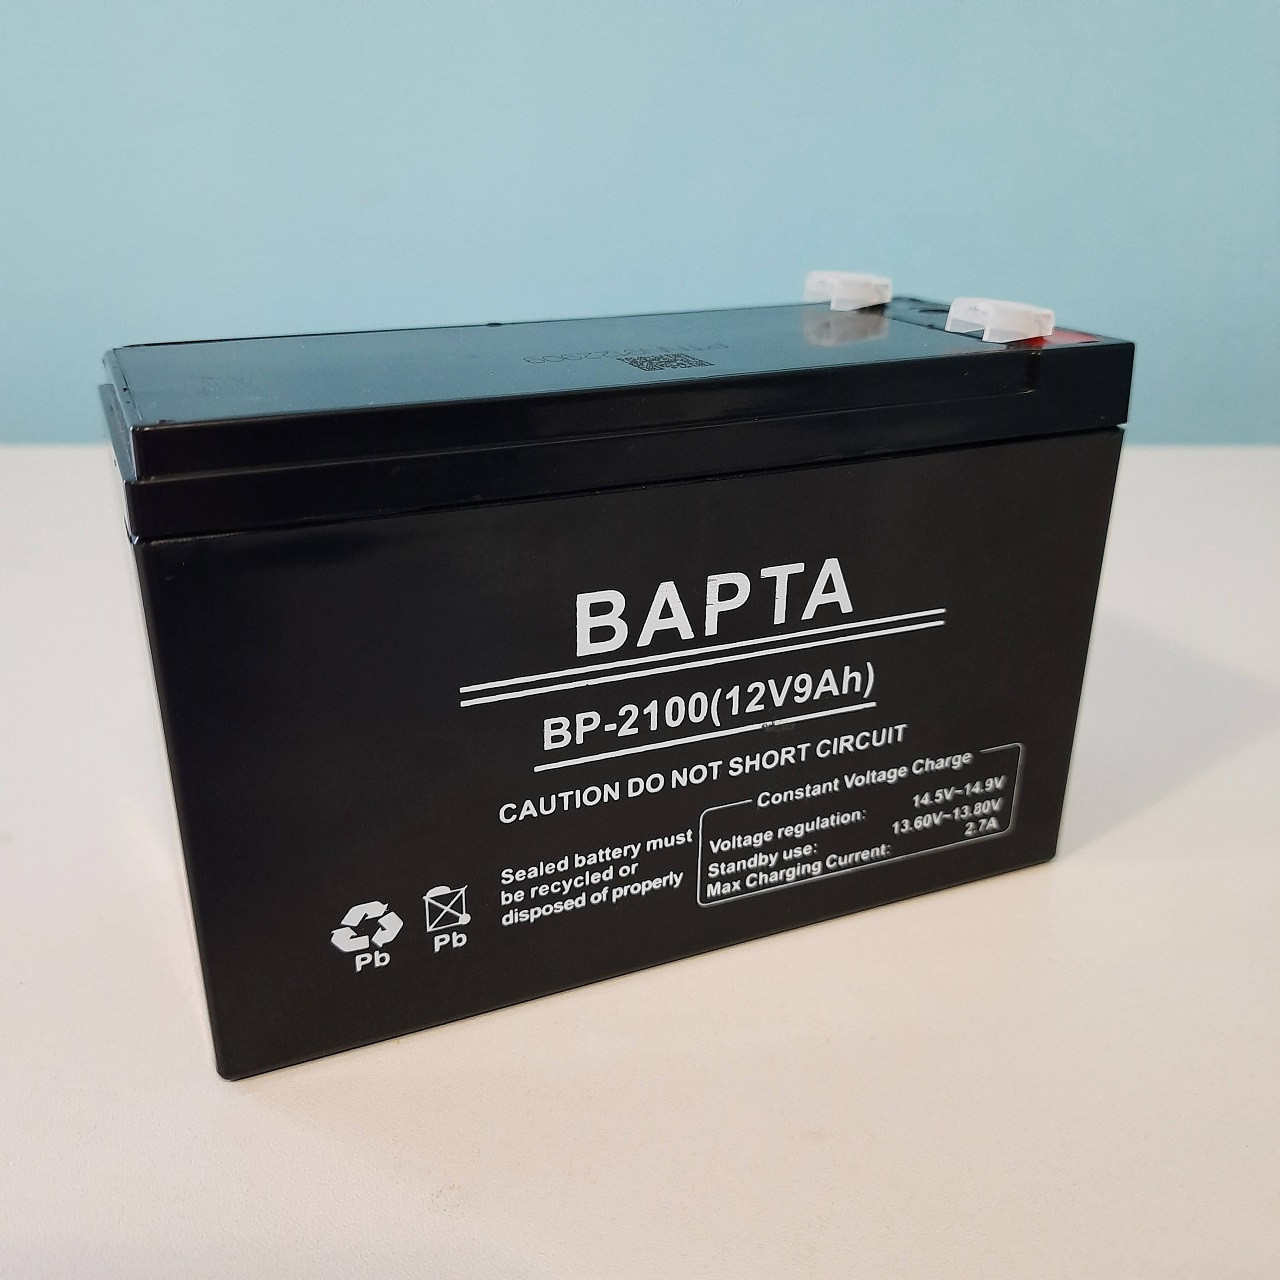 BAPTA
BP-2100(12V9Ah)
CAUTION DO NOT SHORT CIRCUIT
Constant Voltage Charge
Voltage regulation: 14.5V~14.9V
Standby use: 13.60V~13.80V
Max Charging Current: 2.7A
Sealed battery must
be recycled or
disposed of properly
Pb
Pb